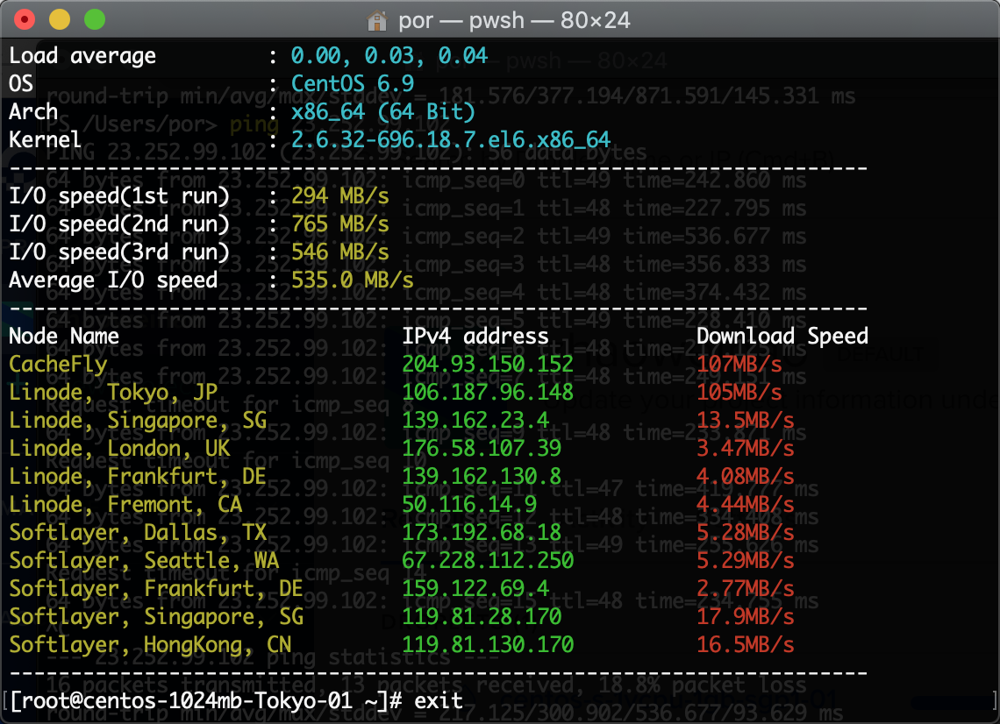 por — pwsh — 80×24
Load average : 0.00, 0.03, 0.04
OS : CentOS 6.9
Arch : x86_64 (64 Bit)
Kernel : 2.6.32-696.18.7.el6.x86_64
----------------------------------------------------------------------
I/O speed(1st run) : 294 MB/s
I/O speed(2nd run) : 765 MB/s
I/O speed(3rd run) : 546 MB/s
Average I/O speed : 535.0 MB/s
----------------------------------------------------------------------
Node Name IPv4 address Download Speed
CacheFly 204.93.150.152 107MB/s
Linode, Tokyo, JP 106.187.96.148 105MB/s
Linode, Singapore, SG 139.162.23.4 13.5MB/s
Linode, London, UK 176.58.107.39 3.47MB/s
Linode, Frankfurt, DE 139.162.130.8 4.08MB/s
Linode, Fremont, CA 50.116.14.9 4.44MB/s
Softlayer, Dallas, TX 173.192.68.18 5.28MB/s
Softlayer, Seattle, WA 67.228.112.250 5.29MB/s
Softlayer, Frankfurt, DE 159.122.69.4 2.77MB/s
Softlayer, Singapore, SG 119.81.28.170 17.9MB/s
Softlayer, HongKong, CN 119.81.130.170 16.5MB/s
----------------------------------------------------------------------
[[root@centos-1024mb-Tokyo-01 ~]# exit ]